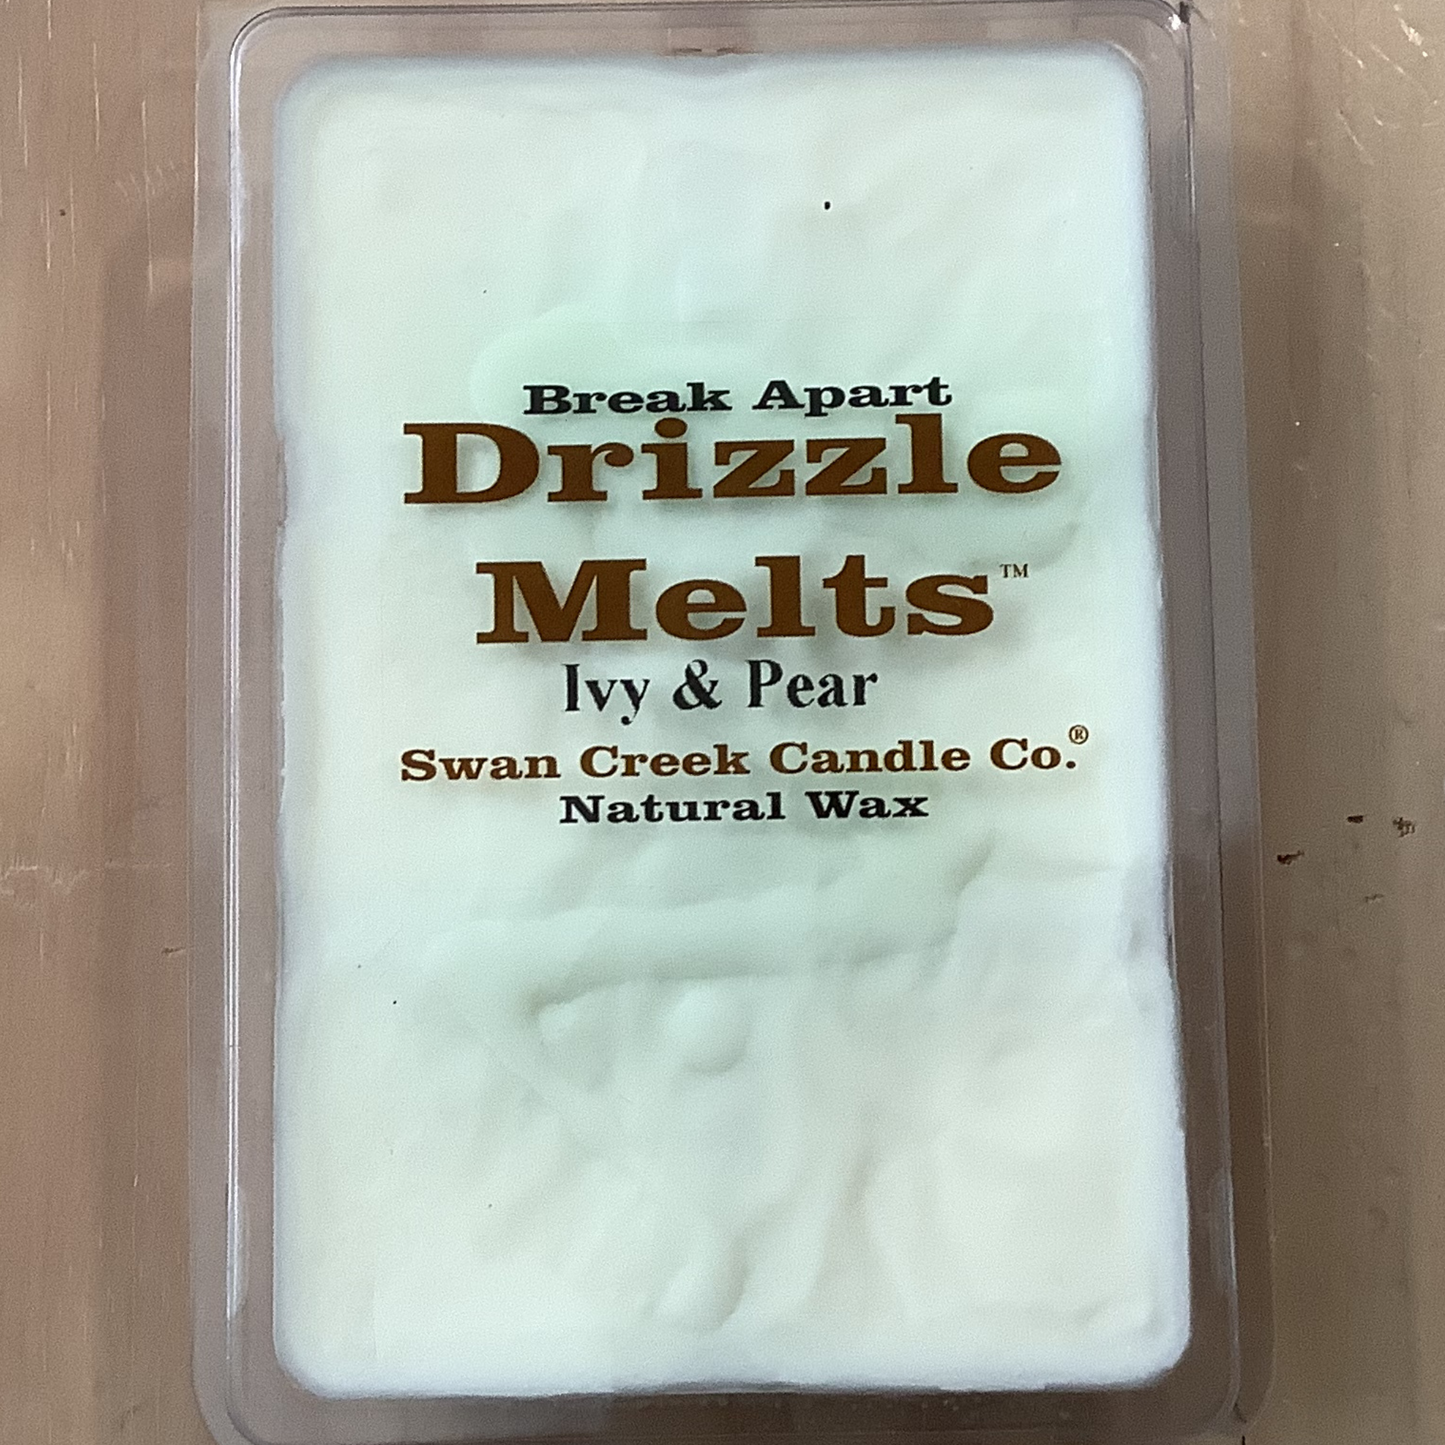 Break Apart
Drizzle
Melts™
Ivy & Pear
Swan Creek Candle Co.®
Natural Wax